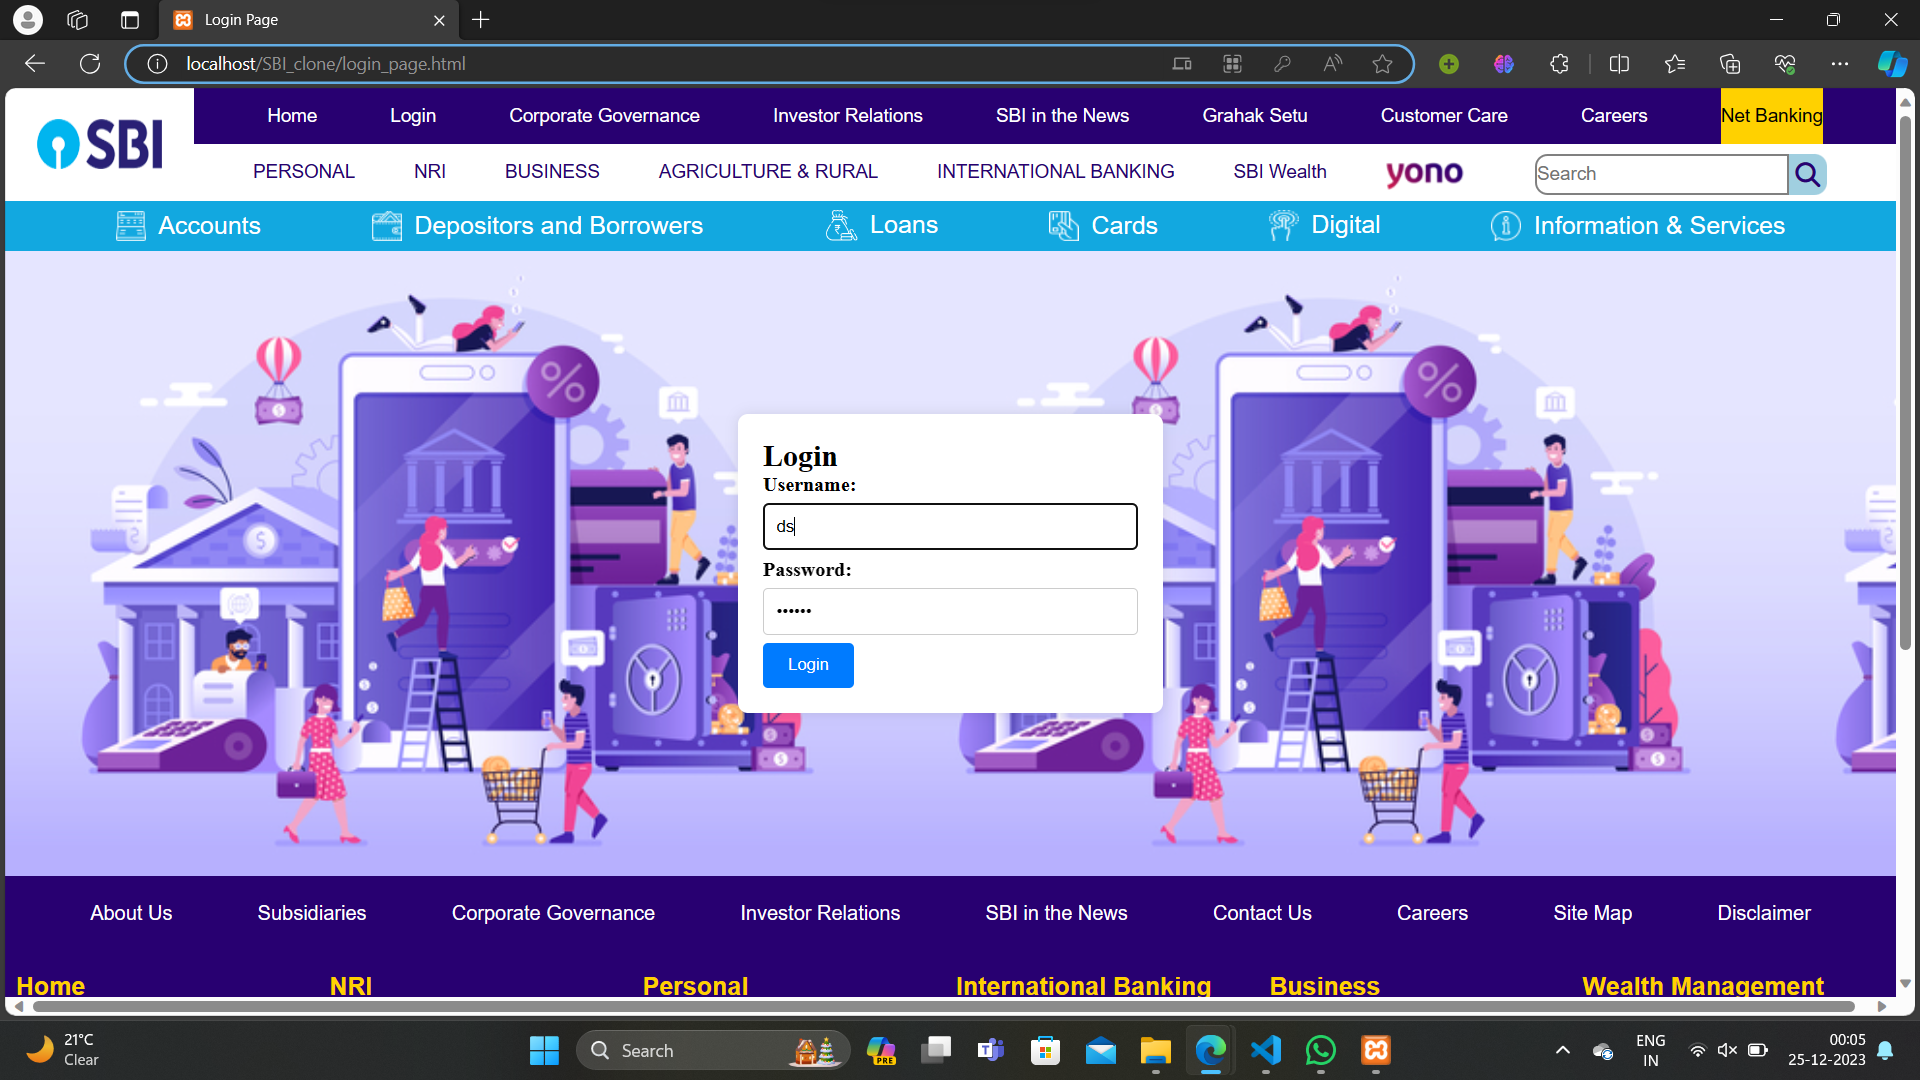 Login Page
localhost/SBI_clone/login_page.html
Home Login Corporate Governance Investor Relations SBI in the News Grahak Setu Customer Care Careers Net Banking
SBI
PERSONAL NRI BUSINESS AGRICULTURE & RURAL INTERNATIONAL BANKING SBI Wealth yono Search
Accounts Depositors and Borrowers Loans Cards Digital Information & Services
Login
Username:
ds
Password:
••••••
Login
About Us Subsidiaries Corporate Governance Investor Relations SBI in the News Contact Us Careers Site Map Disclaimer
Home NRI Personal International Banking Business Wealth Management
21°C
Clear
Search
PRE
ENG
IN
00:05
25-12-2023